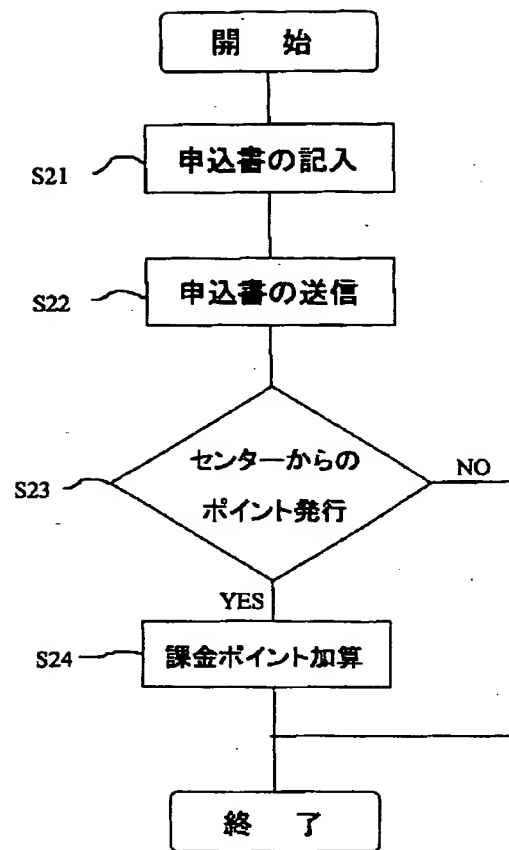 開 始
S21
申込書の記入
S22
申込書の送信
S23
センターからの
ポイント発行
NO
YES
S24
課金ポイント加算
終 了